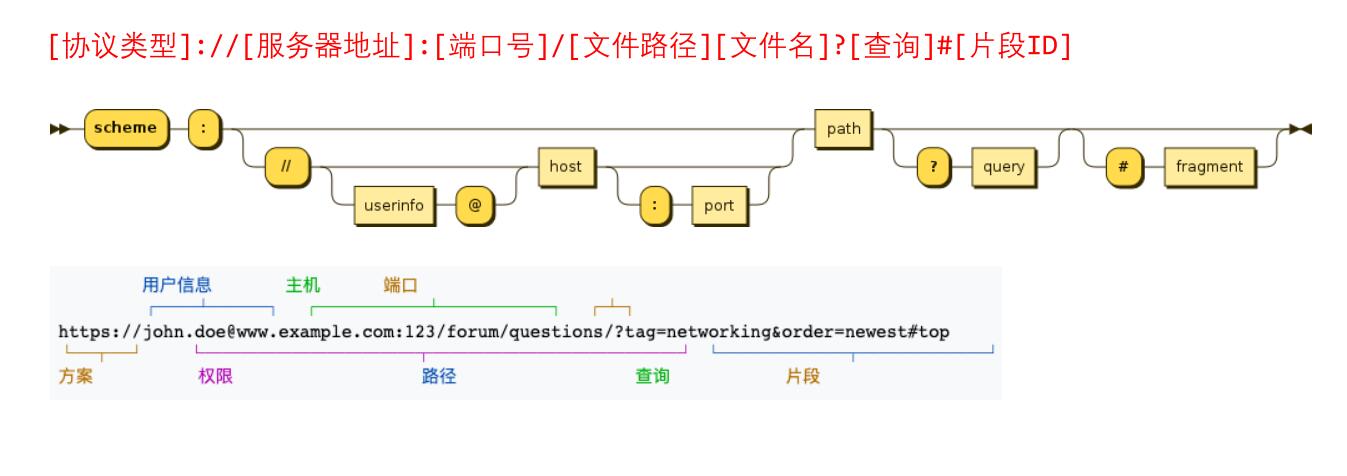 [协议类型]://[服务器地址]:[端口号]/[文件路径][文件名]?[查询]#[片段ID]
scheme : path
// host ? query # fragment
userinfo @ : port
用户信息 主机 端口
https://john.doe@www.example.com:123/forum/questions/?tag=networking&order=newest#top
方案 权限 路径 查询 片段